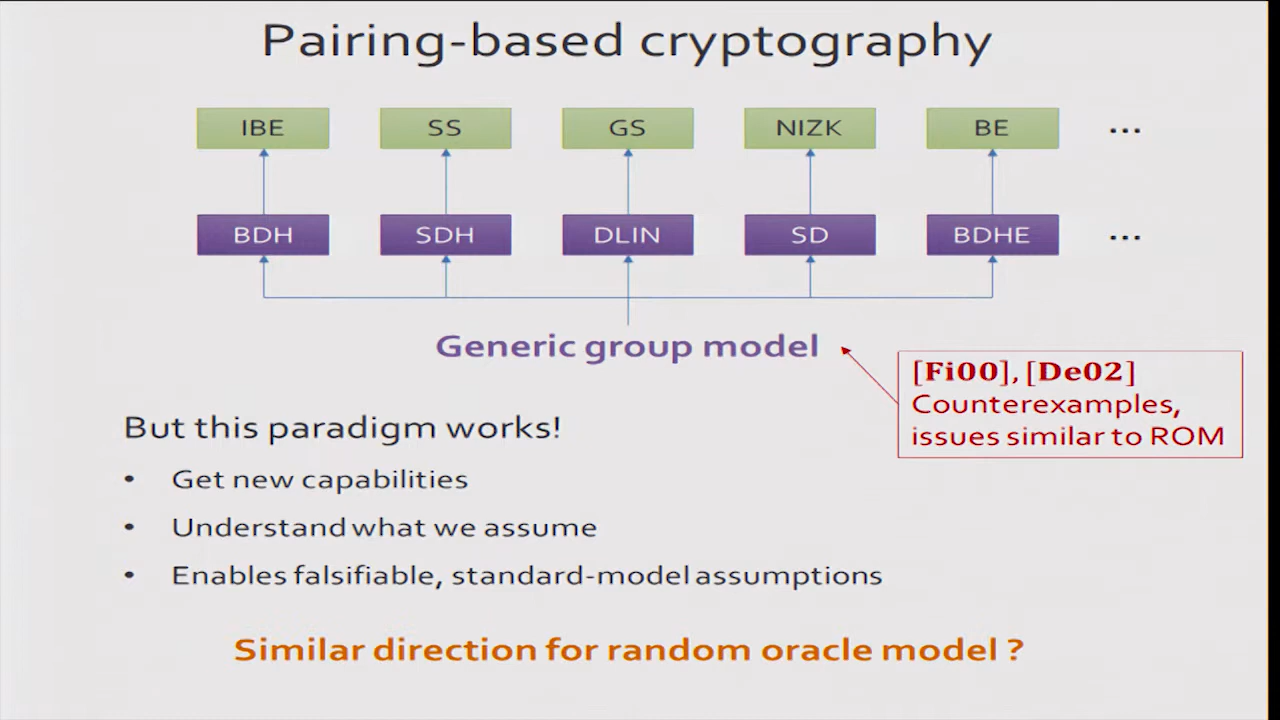 Pairing-based cryptography
IBE SS GS NIZK BE ...
BDH SDH DLIN SD BDHE ...
Generic group model
[Fi00], [De02]
Counterexamples,
issues similar to ROM
But this paradigm works!
• Get new capabilities
• Understand what we assume
• Enables falsifiable, standard-model assumptions
Similar direction for random oracle model ?